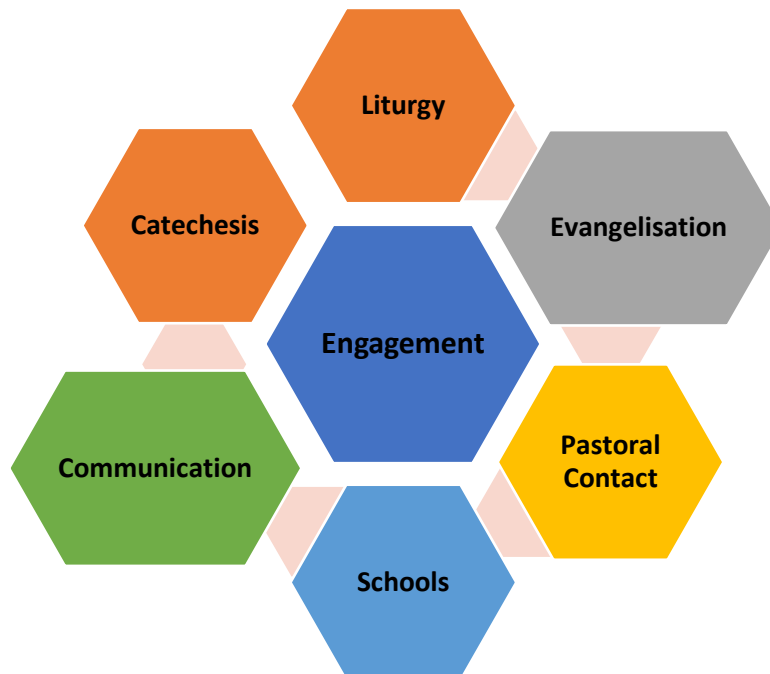 Liturgy
Catechesis
Evangelisation
Engagement
Communication
Pastoral
Contact
Schools